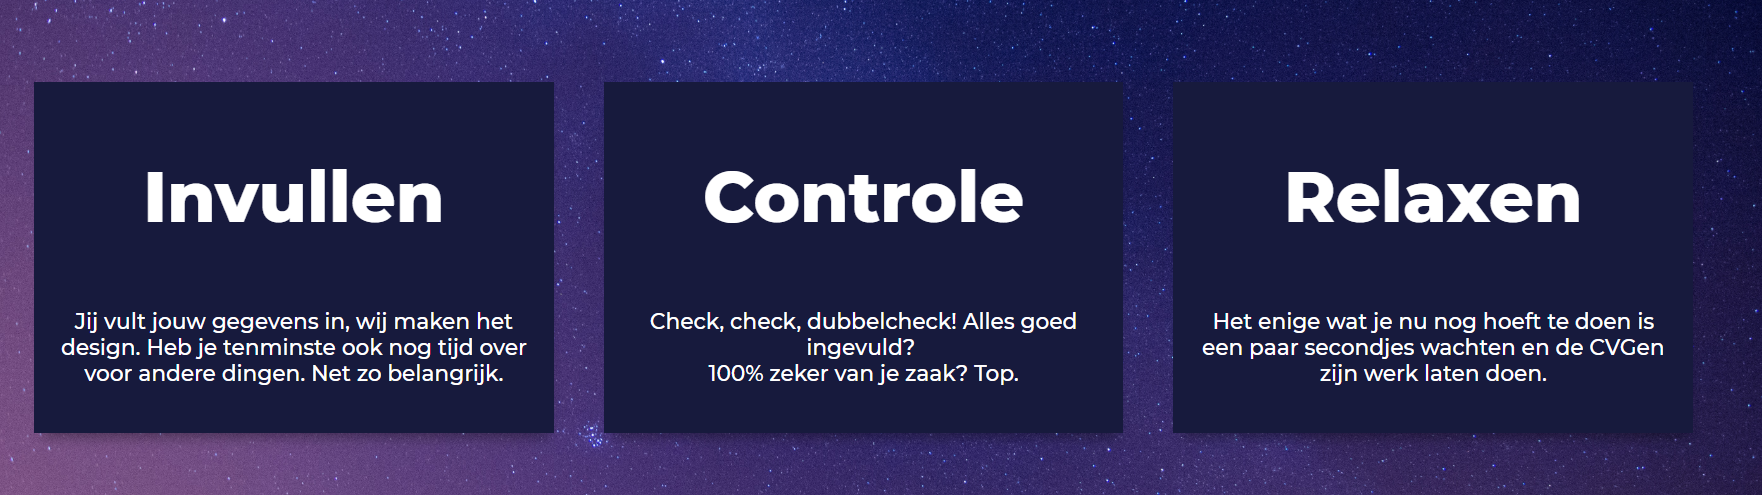 Invullen
Jij vult jouw gegevens in, wij maken het
design. Heb je tenminste ook nog tijd over
voor andere dingen. Net zo belangrijk.
Controle
Check, check, dubbelcheck! Alles goed
ingevuld?
100% zeker van je zaak? Top.
Relaxen
Het enige wat je nu nog hoeft te doen is
een paar secondjes wachten en de CVGen
zijn werk laten doen.